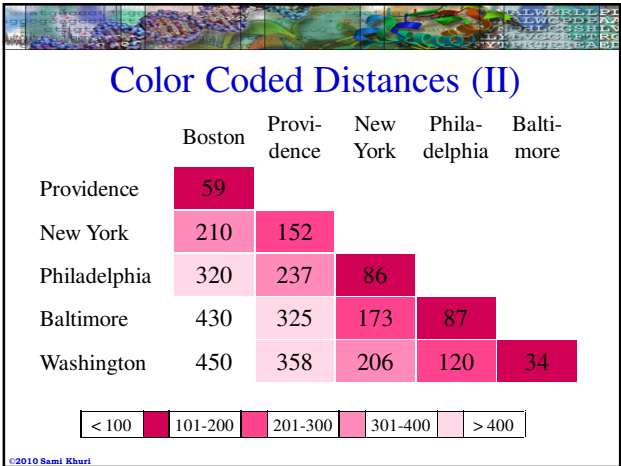 Color Coded Distances (II)
Boston Provi- New Phila- Balti-
dence York delphia more
Providence 59
New York 210 152
Philadelphia 320 237 86
Baltimore 430 325 173 87
Washington 450 358 206 120 34
< 100 101-200 201-300 301-400 > 400
©2010 Sami Khuri